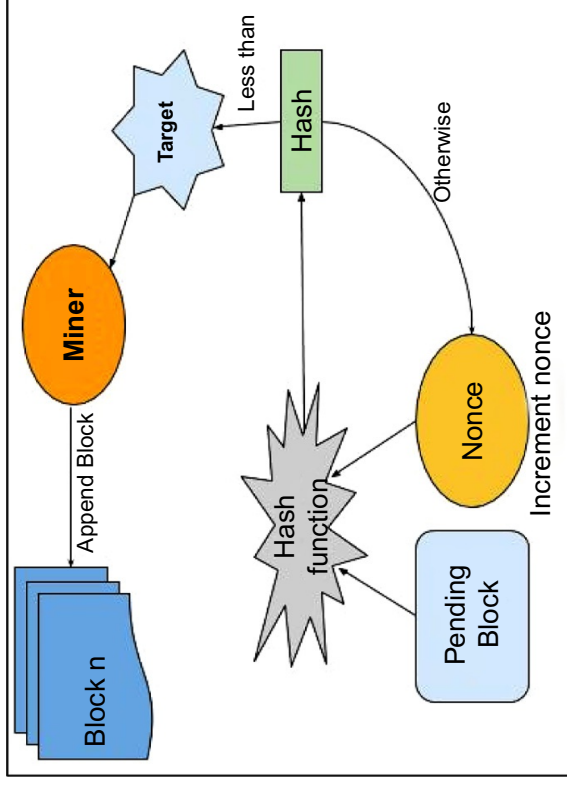 Block n
Append Block
Miner
Target
Less than
Hash
function
Hash
Otherwise
Pending
Block
Nonce
Increment nonce